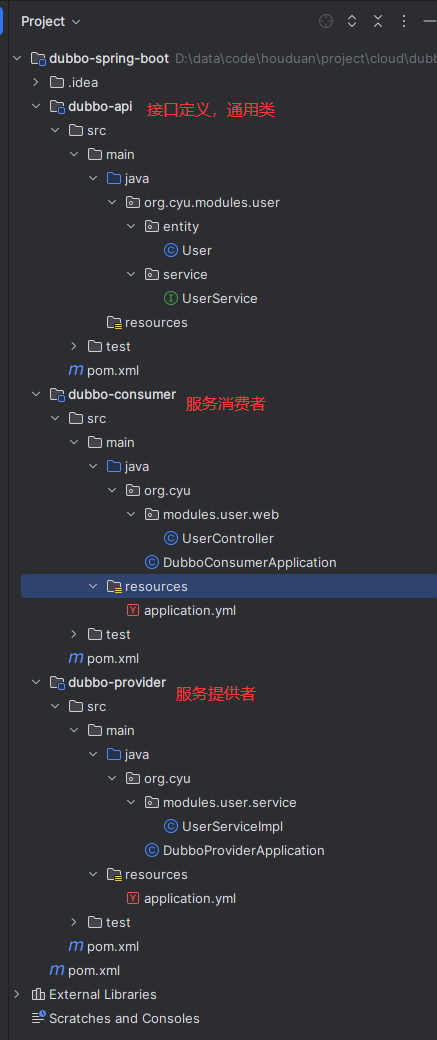 Project
dubbo-spring-boot D:\data\code\houduan\project\cloud\dubb
.idea
dubbo-api 接口定义，通用类
src
main
java
org.cyu.modules.user
entity
User
service
UserService
resources
test
pom.xml
dubbo-consumer 服务消费者
src
main
java
org.cyu
modules.user.web
UserController
DubboConsumerApplication
resources
application.yml
test
pom.xml
dubbo-provider 服务提供者
src
main
java
org.cyu
modules.user.service
UserServiceImpl
DubboProviderApplication
resources
application.yml
test
pom.xml
pom.xml
External Libraries
Scratches and Consoles